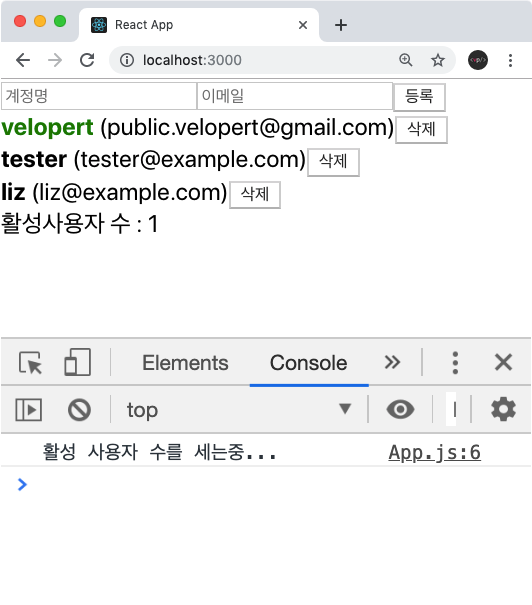 React App
localhost:3000
계정명 이메일 등록
velopert (public.velopert@gmail.com) 삭제
tester (tester@example.com) 삭제
liz (liz@example.com) 삭제
활성사용자 수 : 1
Elements Console
top
활성 사용자 수를 세는중... App.js:6